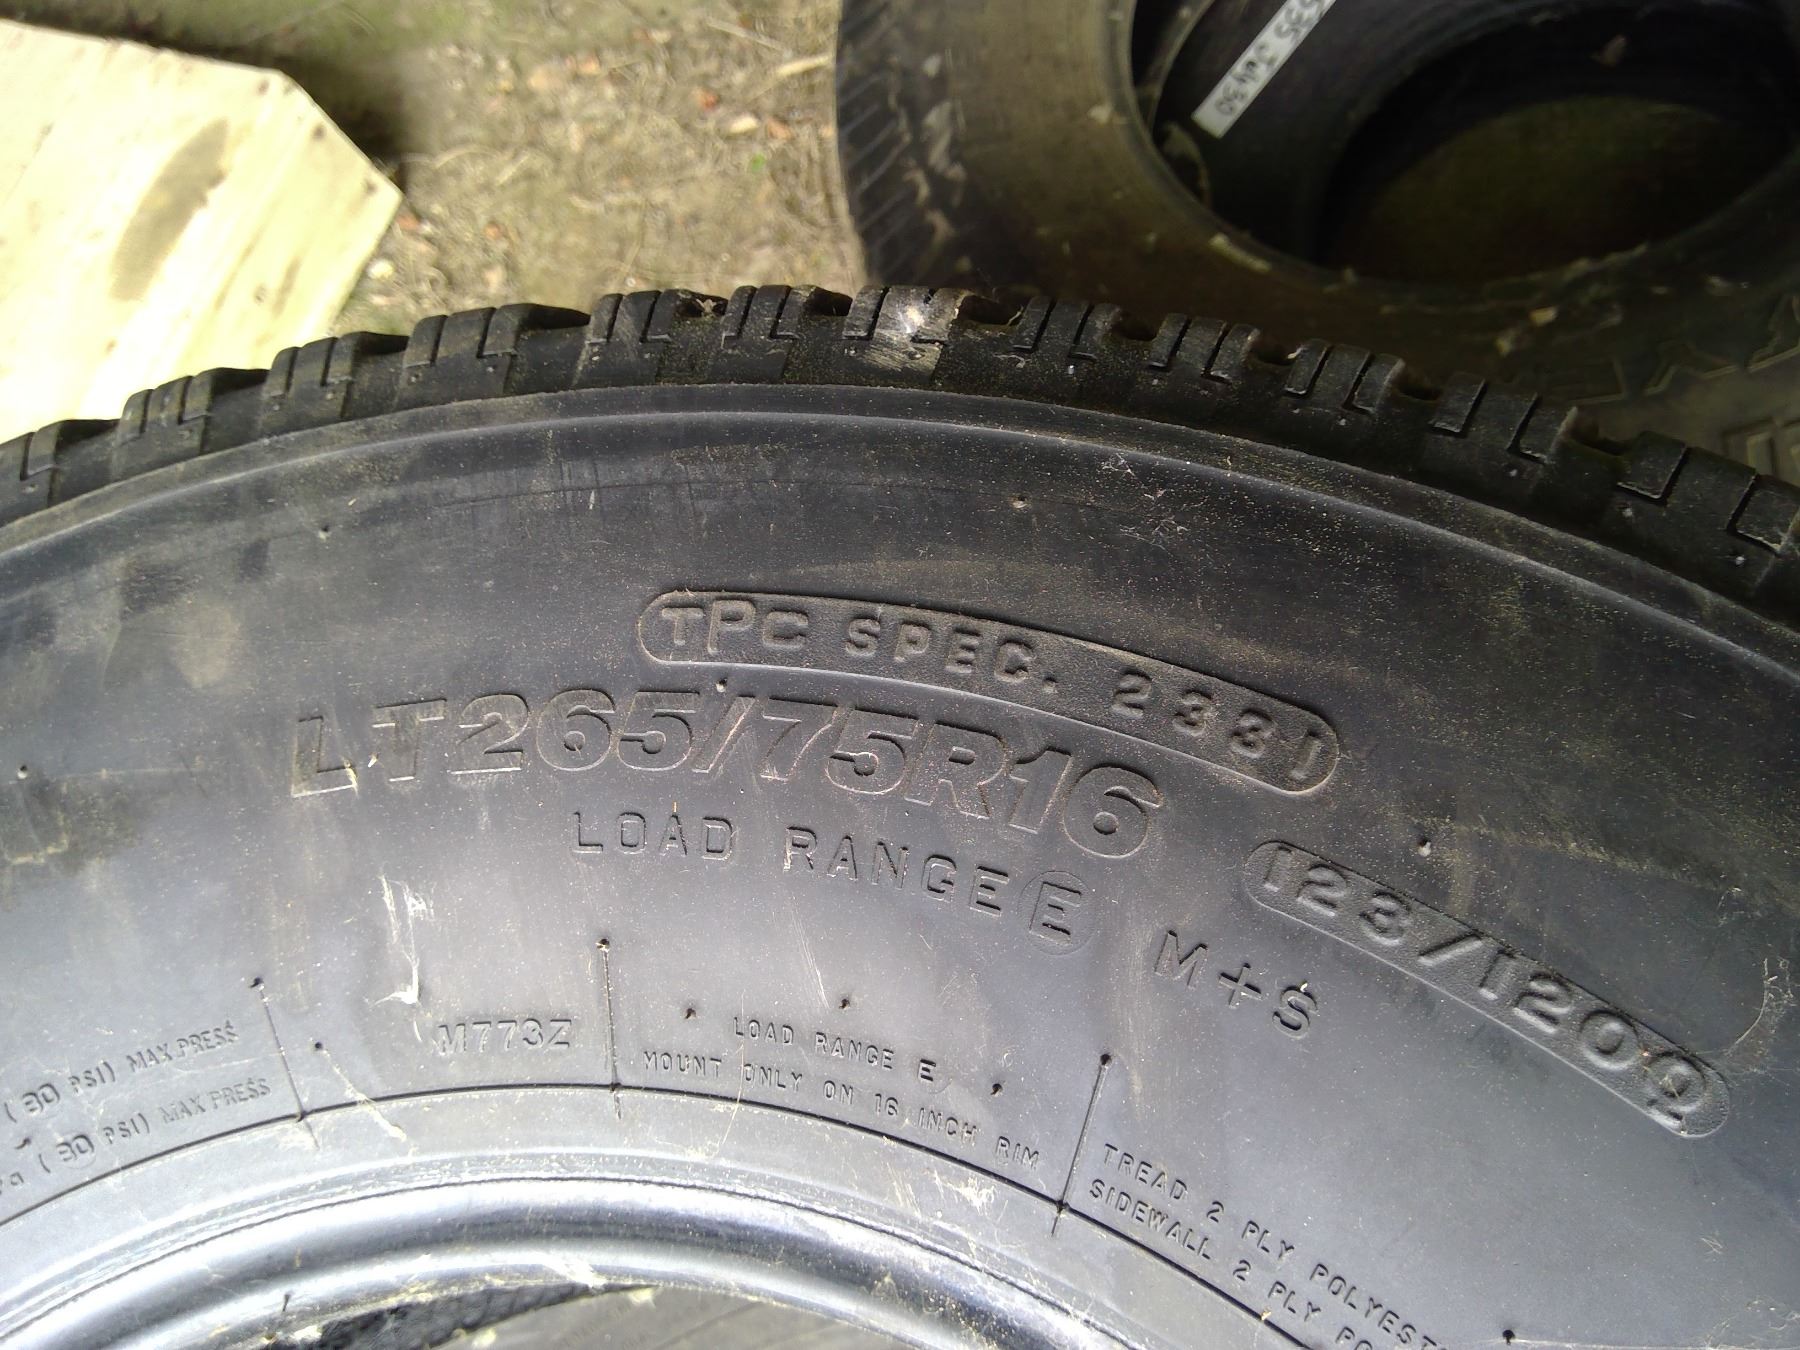 TPC SPEC. 2331
LT265/75R16
LOAD RANGE E
123/120Q
M+S
M773Z
(80 PSI) MAX PRESS
(80 PSI) MAX PRESS
LOAD RANGE E
MOUNT ONLY ON 16 INCH RIM
TREAD 2 PLY
SIDEWALL 2 PLY